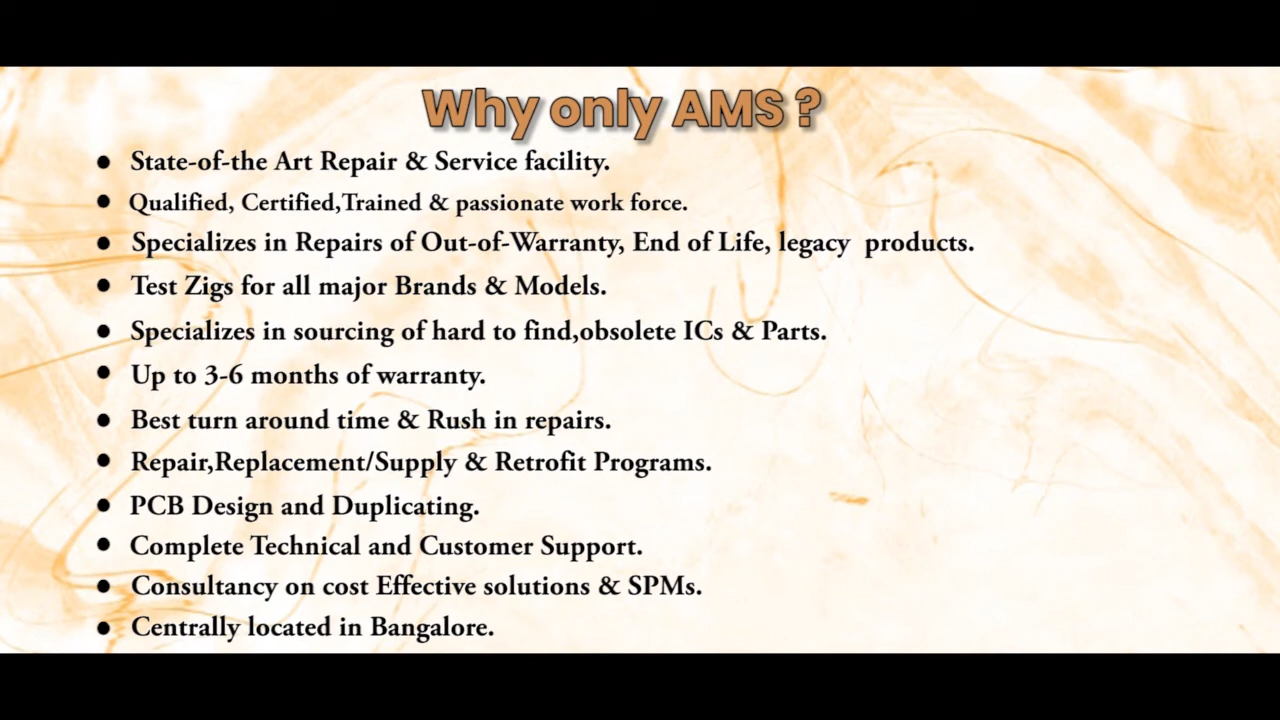 Why only AMS ?
● State-of-the Art Repair & Service facility.
● Qualified, Certified,Trained & passionate work force.
● Specializes in Repairs of Out-of-Warranty, End of Life, legacy  products.
● Test Zigs for all major Brands & Models.
● Specializes in sourcing of hard to find,obsolete ICs & Parts.
● Up to 3-6 months of warranty.
● Best turn around time & Rush in repairs.
● Repair,Replacement/Supply & Retrofit Programs.
● PCB Design and Duplicating.
● Complete Technical and Customer Support.
● Consultancy on cost Effective solutions & SPMs.
● Centrally located in Bangalore.